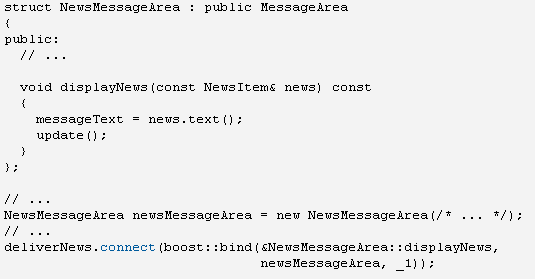 struct NewsMessageArea : public MessageArea
{
public:
  // ...
  void displayNews(const NewsItem& news) const
  {
    messageText = news.text();
    update();
  }
};
// ...
NewsMessageArea newsMessageArea = new NewsMessageArea(/* ... */);
// ...
deliverNews.connect(boost::bind(&NewsMessageArea::displayNews,
                                newsMessageArea, _1));